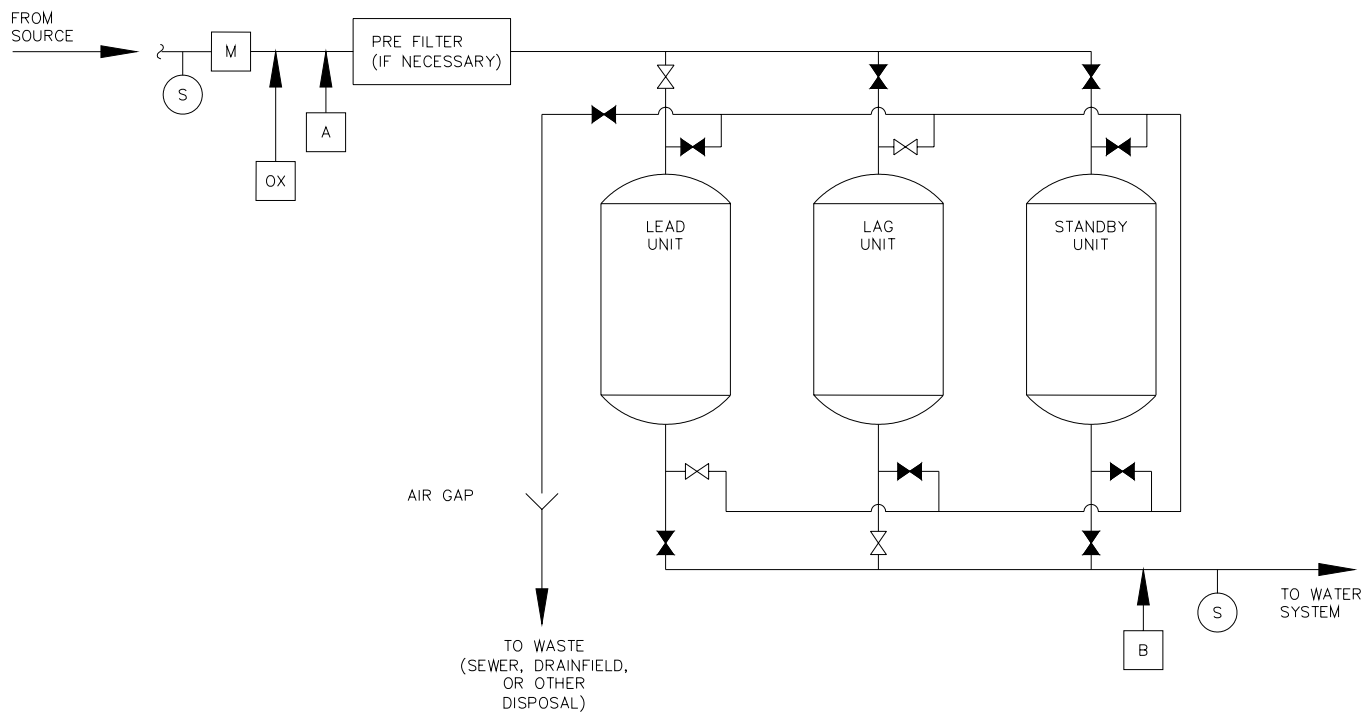 FROM
SOURCE
S
M
OX
A
PRE FILTER
(IF NECESSARY)
LEAD
UNIT
LAG
UNIT
STANDBY
UNIT
AIR GAP
TO WASTE
(SEWER, DRAINFIELD,
OR OTHER
DISPOSAL)
B
S
TO WATER
SYSTEM